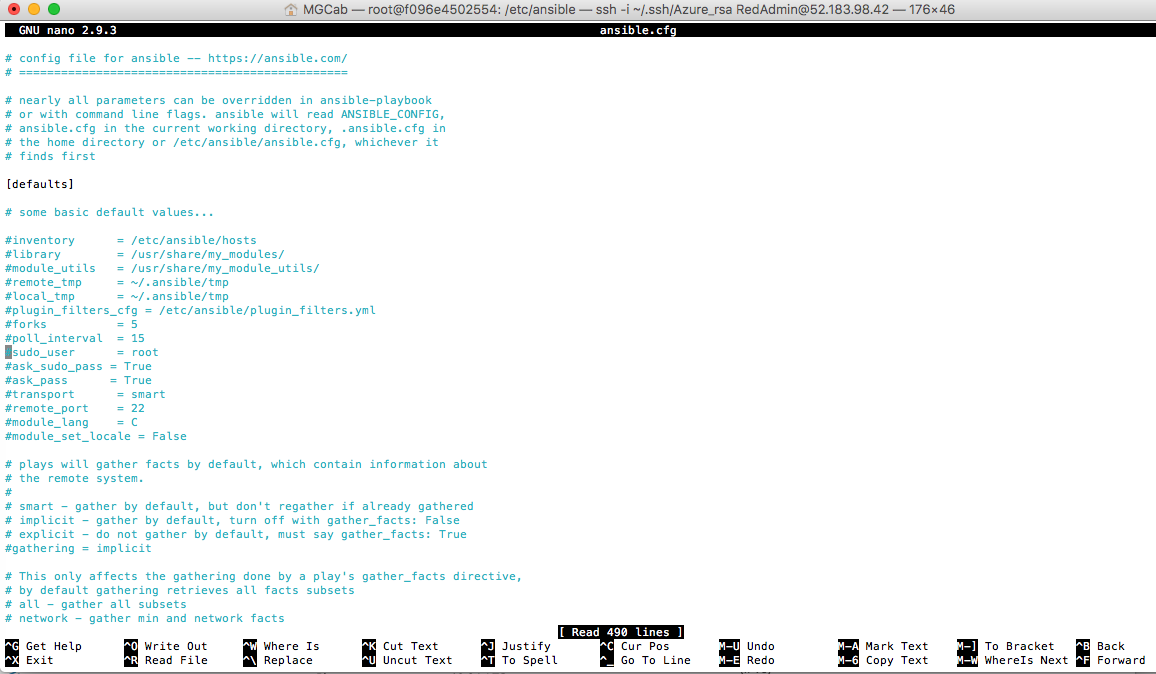 MGCab — root@f096e4502554: /etc/ansible — ssh -i ~/.ssh/Azure_rsa RedAdmin@52.183.98.42 — 176×46
GNU nano 2.9.3 ansible.cfg
# config file for ansible -- https://ansible.com/
# ===============================================
# nearly all parameters can be overridden in ansible-playbook
# or with command line flags. ansible will read ANSIBLE_CONFIG,
# ansible.cfg in the current working directory, .ansible.cfg in
# the home directory or /etc/ansible/ansible.cfg, whichever it
# finds first
[defaults]
# some basic default values...
#inventory      = /etc/ansible/hosts
#library        = /usr/share/my_modules/
#module_utils   = /usr/share/my_module_utils/
#remote_tmp     = ~/.ansible/tmp
#local_tmp      = ~/.ansible/tmp
#plugin_filters_cfg = /etc/ansible/plugin_filters.yml
#forks          = 5
#poll_interval  = 15
#sudo_user      = root
#ask_sudo_pass = True
#ask_pass      = True
#transport      = smart
#remote_port    = 22
#module_lang    = C
#module_set_locale = False
# plays will gather facts by default, which contain information about
# the remote system.
#
# smart - gather by default, but don't regather if already gathered
# implicit - gather by default, turn off with gather_facts: False
# explicit - do not gather by default, must say gather_facts: True
#gathering = implicit
# This only affects the gathering done by a play's gather_facts directive,
# by default gathering retrieves all facts subsets
# all - gather all subsets
# network - gather min and network facts
[ Read 490 lines ]
^G Get Help ^O Write Out ^W Where Is ^K Cut Text ^J Justify ^C Cur Pos M-U Undo M-A Mark Text M-] To Bracket ^B Back
^X Exit ^R Read File ^\ Replace ^U Uncut Text ^T To Spell ^_ Go To Line M-E Redo M-6 Copy Text M-W WhereIs Next ^F Forward